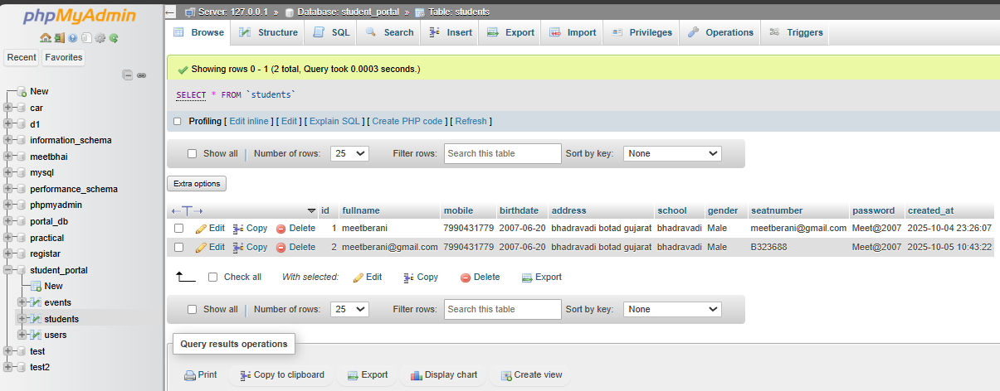 phpMyAdmin
Recent Favorites
New
car
d1
information_schema
meetbhai
mysql
performance_schema
phpmyadmin
portal_db
practical
registar
student_portal
New
events
students
users
test
test2
Server: 127.0.0.1 » Database: student_portal » Table: students
Browse Structure SQL Search Insert Export Import Privileges Operations Triggers
Showing rows 0 - 1 (2 total, Query took 0.0003 seconds.)
SELECT * FROM `students`
Profiling [ Edit inline ] [ Edit ] [ Explain SQL ] [ Create PHP code ] [ Refresh ]
Show all | Number of rows: 25 Filter rows: Search this table Sort by key: None
Extra options
←T→ id fullname mobile birthdate address school gender seatnumber password created_at
Edit Copy Delete 1 meetberani 7990431779 2007-06-20 bhadravadi botad gujarat bhadravadi Male meetberani@gmail.com Meet@2007 2025-10-04 23:26:07
Edit Copy Delete 2 meetberani@gmail.com 7990431779 2007-06-20 bhadravadi botad gujarat bhadravadi Male B323688 Meet@2007 2025-10-05 10:43:22
Check all With selected: Edit Copy Delete Export
Show all | Number of rows: 25 Filter rows: Search this table Sort by key: None
Query results operations
Print Copy to clipboard Export Display chart Create view